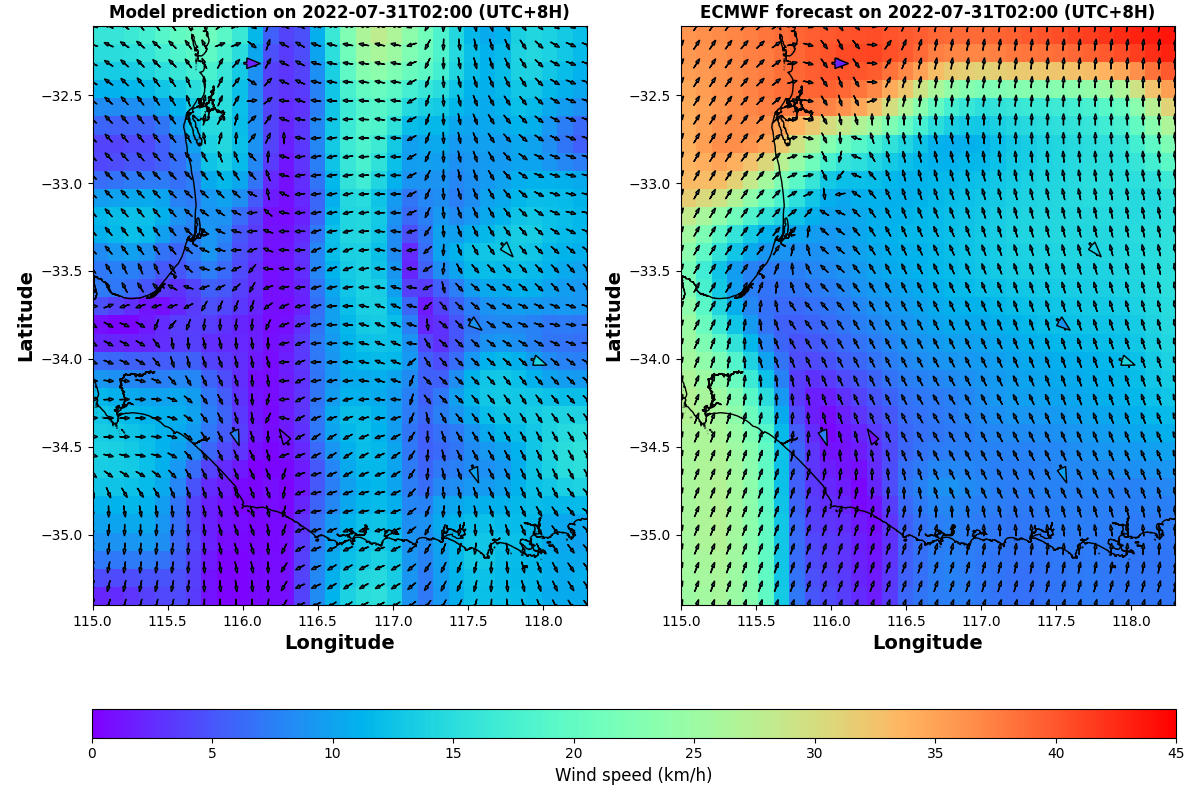 Model prediction on 2022-07-31T02:00 (UTC+8H)
ECMWF forecast on 2022-07-31T02:00 (UTC+8H)
−32.5
−33.0
−33.5
−34.0
−34.5
−35.0
Latitude
115.0 115.5 116.0 116.5 117.0 117.5 118.0
Longitude
−32.5
−33.0
−33.5
−34.0
−34.5
−35.0
Latitude
115.0 115.5 116.0 116.5 117.0 117.5 118.0
Longitude
0 5 10 15 20 25 30 35 40 45
Wind speed (km/h)